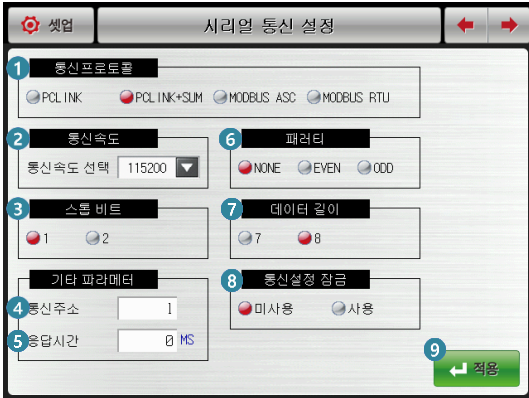 셋업
시리얼 통신 설정
1 통신프로토콜
PCLINK PCLINK+SUM MODBUS ASC MODBUS RTU
2 통신속도
통신속도 선택 115200
6 패러티
NONE EVEN ODD
3 스톱 비트
1 2
7 데이터 길이
7 8
기타 파라메터
4 통신주소 1
5 응답시간 0 MS
8 통신설정 잠금
미사용 사용
9 적용